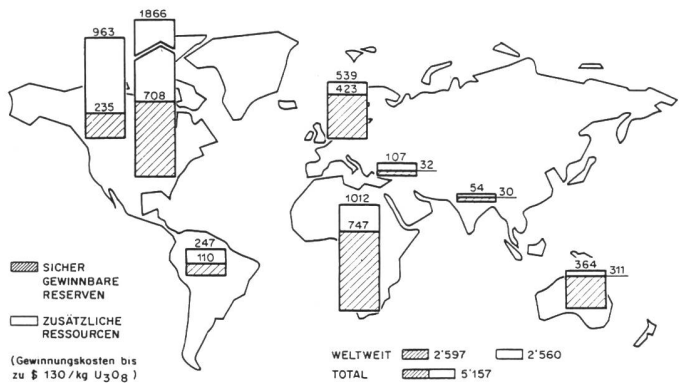 1866
963
708
235
539
423
107
32
54
30
1012
747
247
110
364
311
SICHER
GEWINNBARE
RESERVEN
ZUSÄTZLICHE
RESSOURCEN
(Gewinnungskosten bis
zu $ 130/kg U3O8)
WELTWEIT 2'597 2'560
TOTAL 5'157